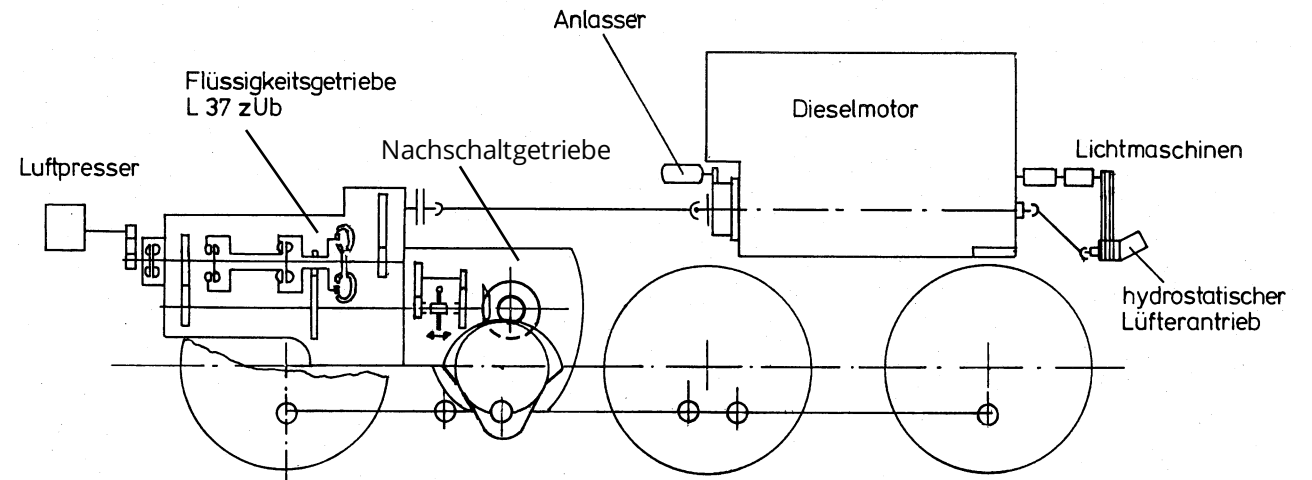 Anlasser
Flüssigkeitsgetriebe
L 37 zUb
Dieselmotor
Nachschaltgetriebe
Lichtmaschinen
Luftpresser
hydrostatischer
Lüfterantrieb